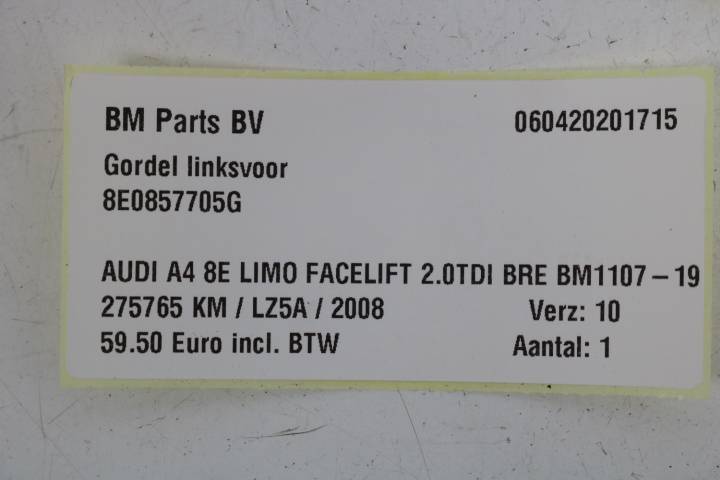 BM Parts BV 060420201715
Gordel linksvoor
8E0857705G
AUDI A4 8E LIMO FACELIFT 2.0TDI BRE BM1107-19
275765 KM / LZ5A / 2008 Verz: 10
59.50 Euro incl. BTW Aantal: 1